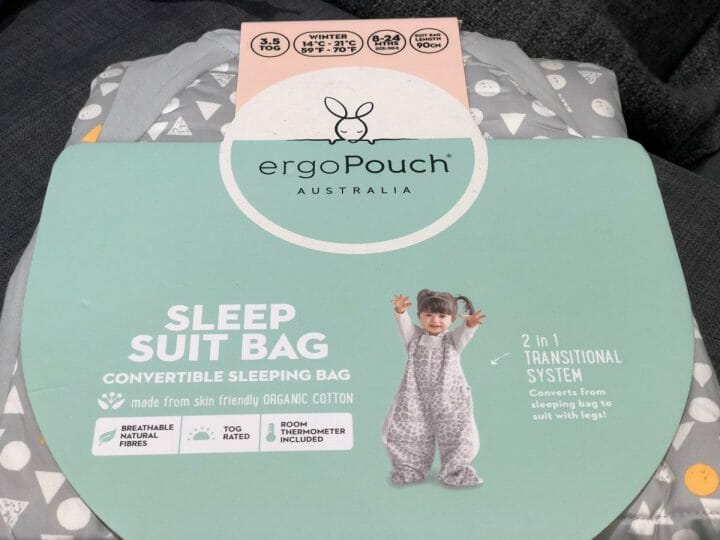 3.5
TOG
WINTER
14°C - 21°C
59°F - 70°F
8-24
MTHS
SUIT BAG
LENGTH
90CM
ergoPouch®
AUSTRALIA
SLEEP
SUIT BAG
CONVERTIBLE SLEEPING BAG
made from skin friendly ORGANIC COTTON
BREATHABLE
NATURAL
FIBRES
TOG
RATED
ROOM
THERMOMETER
INCLUDED
2 in 1
TRANSITIONAL
SYSTEM
Converts from
sleeping bag to
suit with legs!